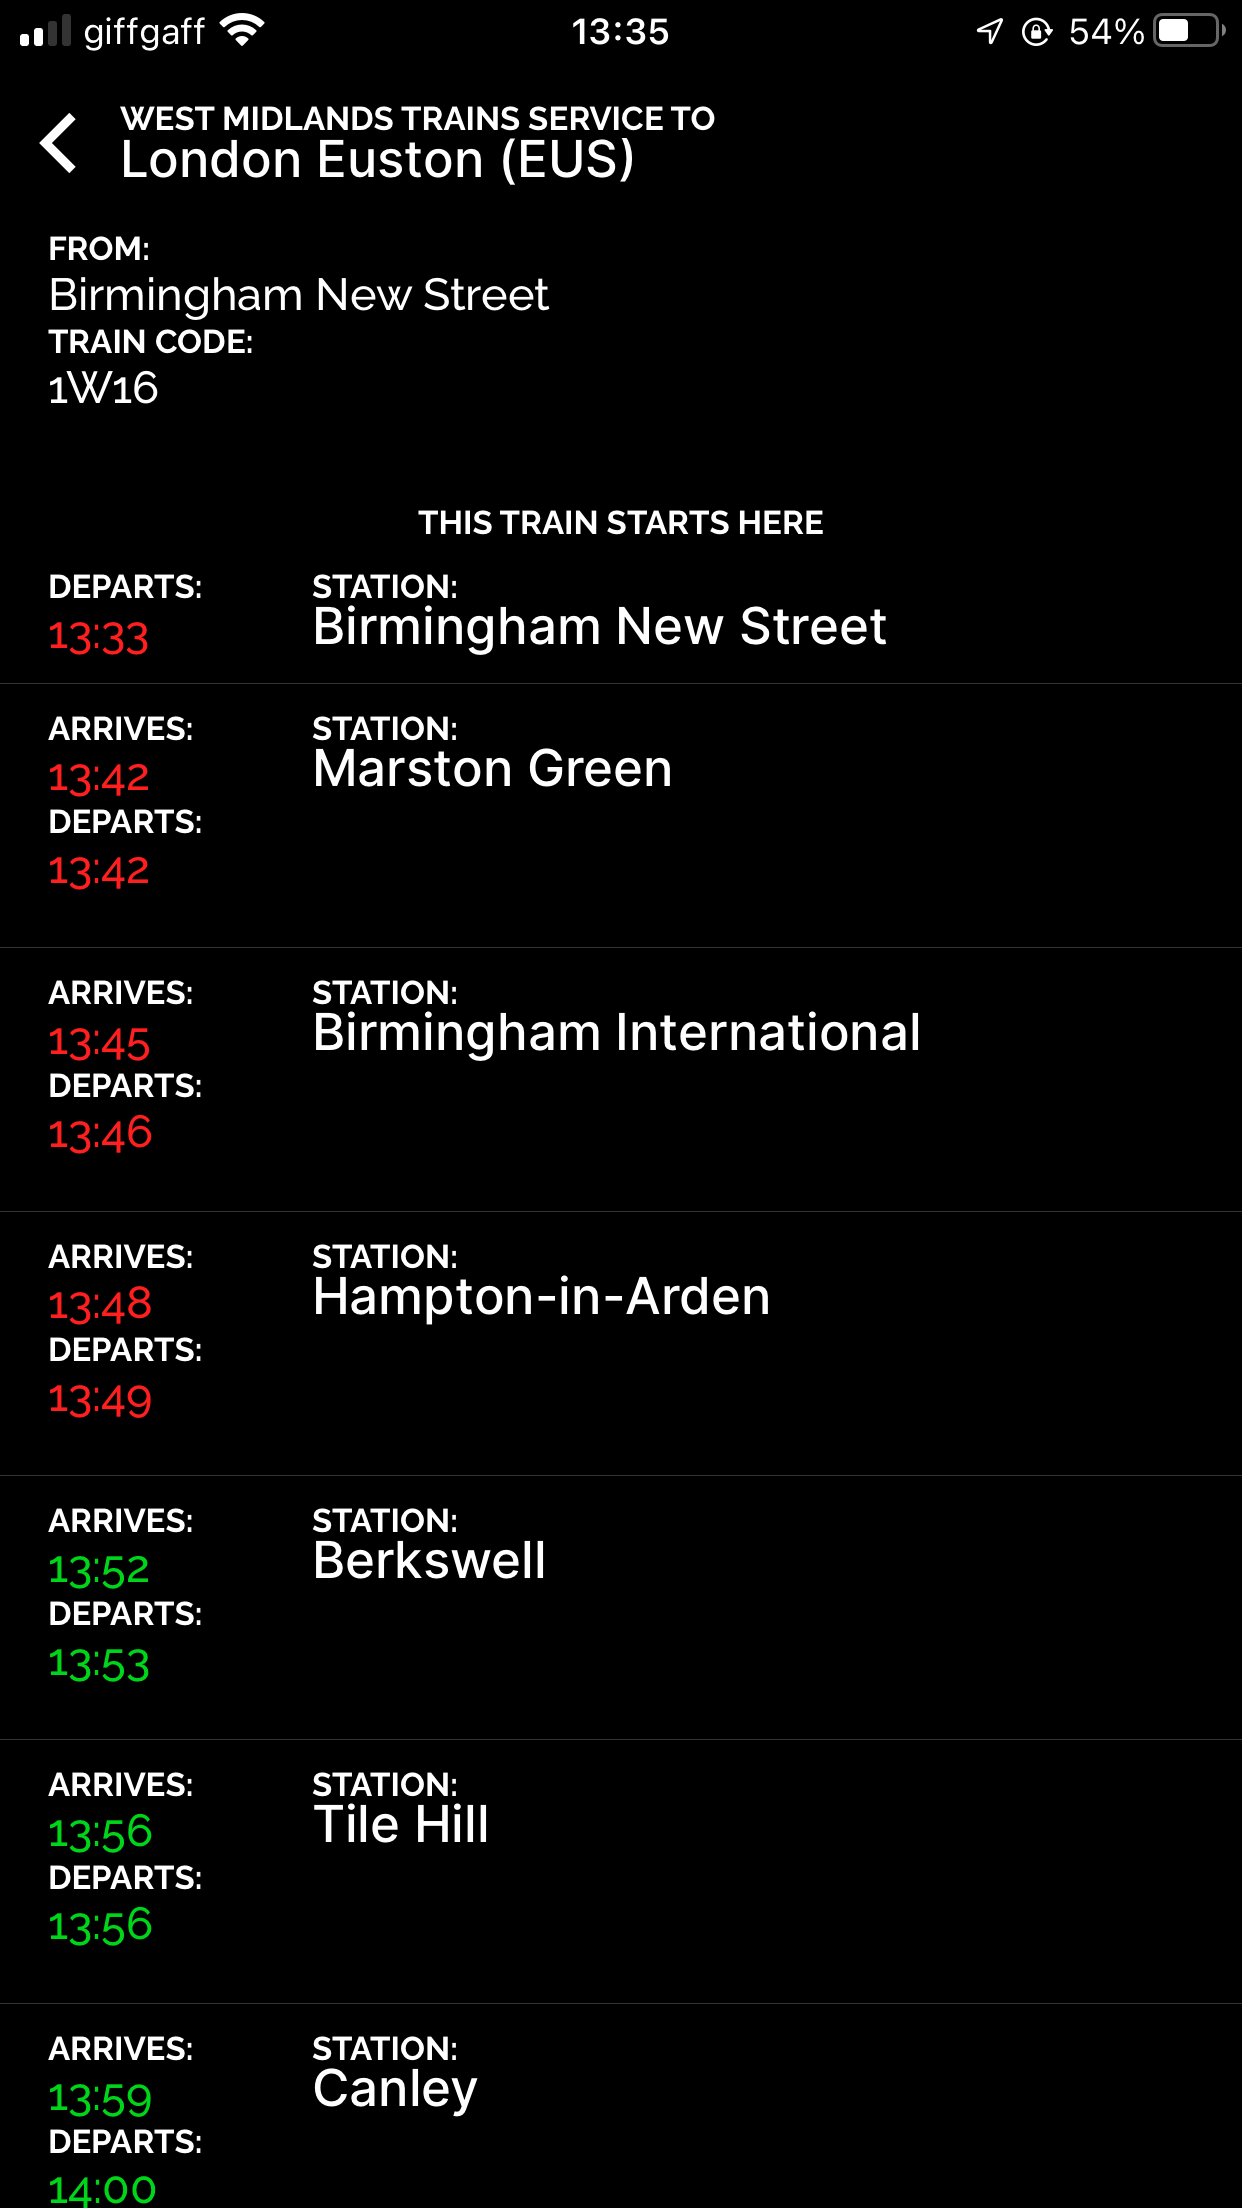 giffgaff 13:35 54%
WEST MIDLANDS TRAINS SERVICE TO
London Euston (EUS)
FROM:
Birmingham New Street
TRAIN CODE:
1W16
THIS TRAIN STARTS HERE
DEPARTS: STATION:
13:33 Birmingham New Street
ARRIVES: STATION:
13:42 Marston Green
DEPARTS:
13:42
ARRIVES: STATION:
13:45 Birmingham International
DEPARTS:
13:46
ARRIVES: STATION:
13:48 Hampton-in-Arden
DEPARTS:
13:49
ARRIVES: STATION:
13:52 Berkswell
DEPARTS:
13:53
ARRIVES: STATION:
13:56 Tile Hill
DEPARTS:
13:56
ARRIVES: STATION:
13:59 Canley
DEPARTS:
14:00